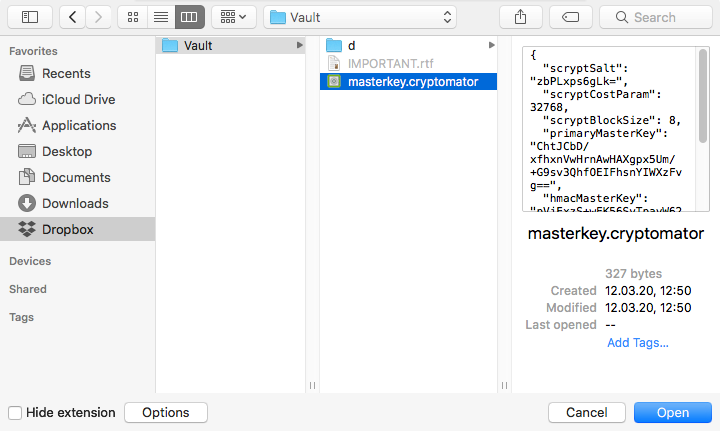 Vault
Search
Favorites
Recents
iCloud Drive
Applications
Desktop
Documents
Downloads
Dropbox
Devices
Shared
Tags
Vault
d
IMPORTANT.rtf
masterkey.cryptomator
{
"scryptSalt":
"zbPLxps6gLk=",
"scryptCostParam":
32768,
"scryptBlockSize": 8,
"primaryMasterKey":
"ChtJCbD/
xfhxnVwHrnAwHAXgpx5Um/
+G9sv3QhfOEIFhsnYIWXzFv
g==",
"hmacMasterKey":
masterkey.cryptomator
327 bytes
Created 12.03.20, 12:50
Modified 12.03.20, 12:50
Last opened --
Add Tags...
Hide extension
Options
Cancel
Open